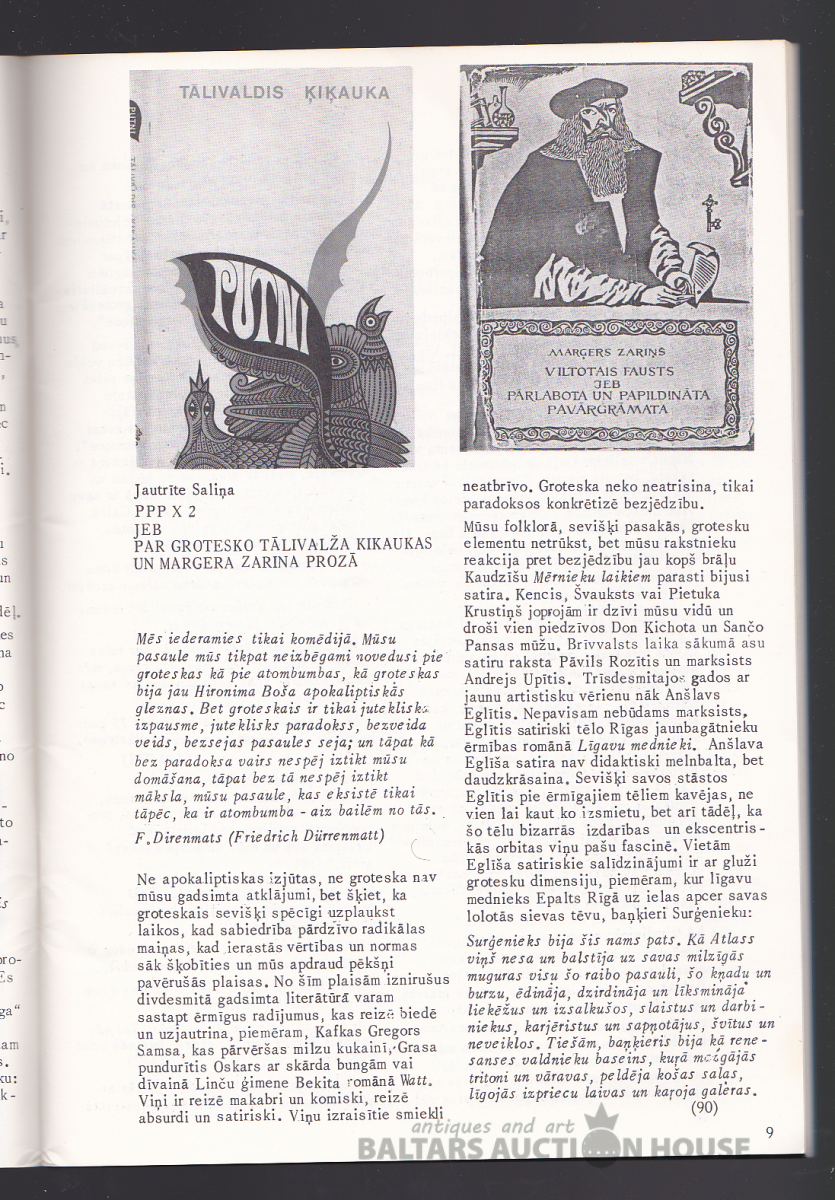 TĀLIVALDIS ĶIĶAUKA
PUTNI
MARĢERS ZARIŅŠ
VILTOTAIS FAUSTS
JEB
PĀRLABOTA UN PAPILDINĀTA
PAVĀRGRĀMATA
Jautrīte Saliņa
PPP X 2
JEB
PAR GROTESKO TĀLIVALŽA ĶIĶAUKAS
UN MARĢERA ZARIŅA PROZĀ
Mēs iederamies tikai komēdijā. Mūsu
pasaule mūs tikpat neizbēgami novedusi pie
groteskas kā pie atombumbas, kā groteskas
bija jau Hironima Boša apokaliptiskās
gleznas. Bet groteskais ir tikai juteklisks
izpausme, juteklisks paradokss, bezveida
veids, bezsejas pasaules seja; un tāpat kā
bez paradoksa vairs nespēj iztikt mūsu
domāšana, tāpat bez tā nespēj iztikt
māksla, mūsu pasaule, kas eksistē tikai
tāpēc, ka ir atombumba - aiz bailēm no tās.
F. Direnmats (Friedrich Dürrenmatt)
Ne apokaliptiskas izjūtas, ne groteska nav
mūsu gadsimta atklājumi, bet šķiet, ka
groteskais sevišķi spēcīgi uzplaukst
laikos, kad sabiedrība pārdzīvo radikālas
maiņas, kad ierastās vērtības un normas
sāk šķobīties un mūs apdraud pēkšņi
pavērušās plaisas. No šīm plaisām iznirušus
divdesmitā gadsimta literātūrā varam
sastapt ērmīgus radījumus, kas reizē biedē
un uzjautrina, piemēram, Kafkas Gregors
Samsa, kas pārvēršas milzu kukainī, Grasa
pundurītis Oskars ar skārda bungām vai
dīvainā Linču ģimene Bekita romānā Watt.
Viņi ir reizē makabri un komiski, reizē
absurdi un satiriski. Viņu izraisītie smiekli
neatbrīvo. Groteska neko neatrisina, tikai
paradoksos konkrētizē bezjēdzību.
Mūsu folklorā, sevišķi pasakās, grotesku
elementu netrūkst, bet mūsu rakstnieku
reakcija pret bezjēdzību jau kopš brāļu
Kaudzīšu Mērnieku laikiem parasti bijusi
satira. Kencis, Švauksts vai Pietuka
Krustiņš joprojām ir dzīvi mūsu vidū un
droši vien piedzīvos Don Kichota un Sančo
Pansas mūžu. Brīvvalsts laika sākumā asu
satiru raksta Pāvils Rozītis un marksists
Andrejs Upītis. Trīsdesmitajos gados ar
jaunu artistisku vērienu nāk Anšlavs
Eglītis. Nepavisam nebūdams marksists,
Eglītis satiriski tēlo Rīgas jaunbagātnieku
ērmības romānā Līgavu mednieki. Anšlava
Eglīša satira nav didaktiski melnbalta, bet
daudzkrāsaina. Sevišķi savos stāstos
Eglītis pie ērmīgajiem tēliem kavējas, ne
vien lai kaut ko izsmietu, bet arī tādēļ, ka
šo tēlu bizarrās izdarības un ekscentris-
kās orbitas viņu pašu fascinē. Vietām
Eglīša satiriskie salīdzinājumi ir ar gluži
grotesku dimensiju, piemēram, kur līgavu
mednieks Epalts Rīgā uz ielas apcer savas
lolotās sievas tēvu, baņķieri Surģenieku:
Surģenieks bija šis nams pats. Kā Atlass
viņš nesa un balstīja uz savas milzīgās
muguras visu šo raibo pasauli, šo kņadu un
burzu, ēdināja, dzirdināja un līksmināja
liekēžus un izsalkušos, slaistus un darbi-
niekus, karjēristus un sapņotājus, švītus un
neveiklos. Tiešām, baņķieris bija kā rene-
sanses valdnieku baseins, kuŗā mazgājās
tritoni un vāravas, peldēja košas salas,
līgojās izpriecu laivas un kaŗoja galeras.
(90)
9
antiques and art
BALTARS AUCTION HOUSE